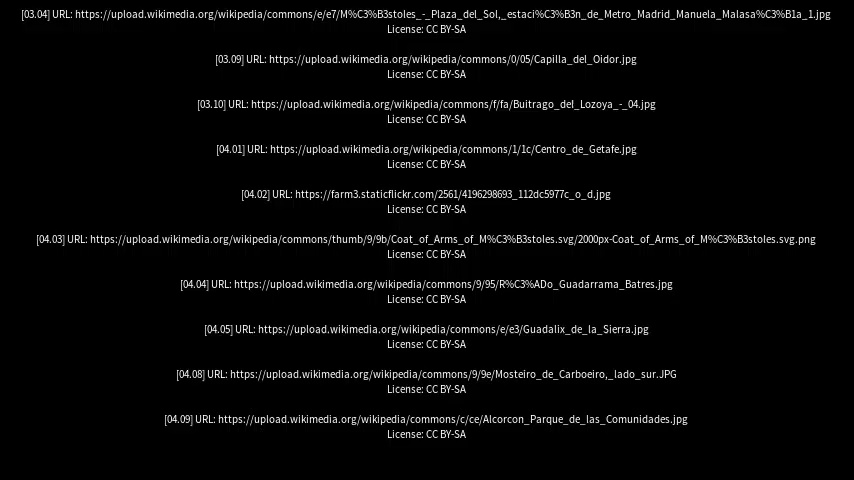 [03.04] URL: https://upload.wikimedia.org/wikipedia/commons/e/e7/M%C3%B3stoles_-_Plaza_del_Sol,_estaci%C3%B3n_de_Metro_Madrid_Manuela_Malasa%C3%B1a_1.jpg
License: CC BY-SA
[03.09] URL: https://upload.wikimedia.org/wikipedia/commons/0/05/Capilla_del_Oidor.jpg
License: CC BY-SA
[03.10] URL: https://upload.wikimedia.org/wikipedia/commons/f/fa/Buitrago_del_Lozoya_-_04.jpg
License: CC BY-SA
[04.01] URL: https://upload.wikimedia.org/wikipedia/commons/1/1c/Centro_de_Getafe.jpg
License: CC BY-SA
[04.02] URL: https://farm3.staticflickr.com/2561/4196298693_112dc5977c_o_d.jpg
License: CC BY-SA
[04.03] URL: https://upload.wikimedia.org/wikipedia/commons/thumb/9/9b/Coat_of_Arms_of_M%C3%B3stoles.svg/2000px-Coat_of_Arms_of_M%C3%B3stoles.svg.png
License: CC BY-SA
[04.04] URL: https://upload.wikimedia.org/wikipedia/commons/9/95/R%C3%ADo_Guadarrama_Batres.jpg
License: CC BY-SA
[04.05] URL: https://upload.wikimedia.org/wikipedia/commons/e/e3/Guadalix_de_la_Sierra.jpg
License: CC BY-SA
[04.08] URL: https://upload.wikimedia.org/wikipedia/commons/9/9e/Mosteiro_de_Carboeiro,_lado_sur.JPG
License: CC BY-SA
[04.09] URL: https://upload.wikimedia.org/wikipedia/commons/c/ce/Alcorcon_Parque_de_las_Comunidades.jpg
License: CC BY-SA